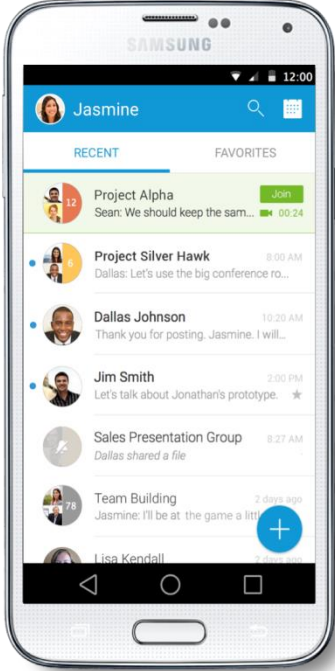 SAMSUNG
12:00
Jasmine
RECENT FAVORITES
12 Project Alpha Join
Sean: We should keep the sam... 00:24
6 Project Silver Hawk 8:00 AM
Dallas: Let's use the big conference ro...
Dallas Johnson 10:20 AM
Thank you for posting. Jasmine. I will...
Jim Smith 2:00 PM
Let's talk about Jonathan's prototype.
Sales Presentation Group 8:27 AM
Dallas shared a file
78 Team Building 2 days ago
Jasmine: I'll be at the game a littl
Lisa Kendall 2 days ago